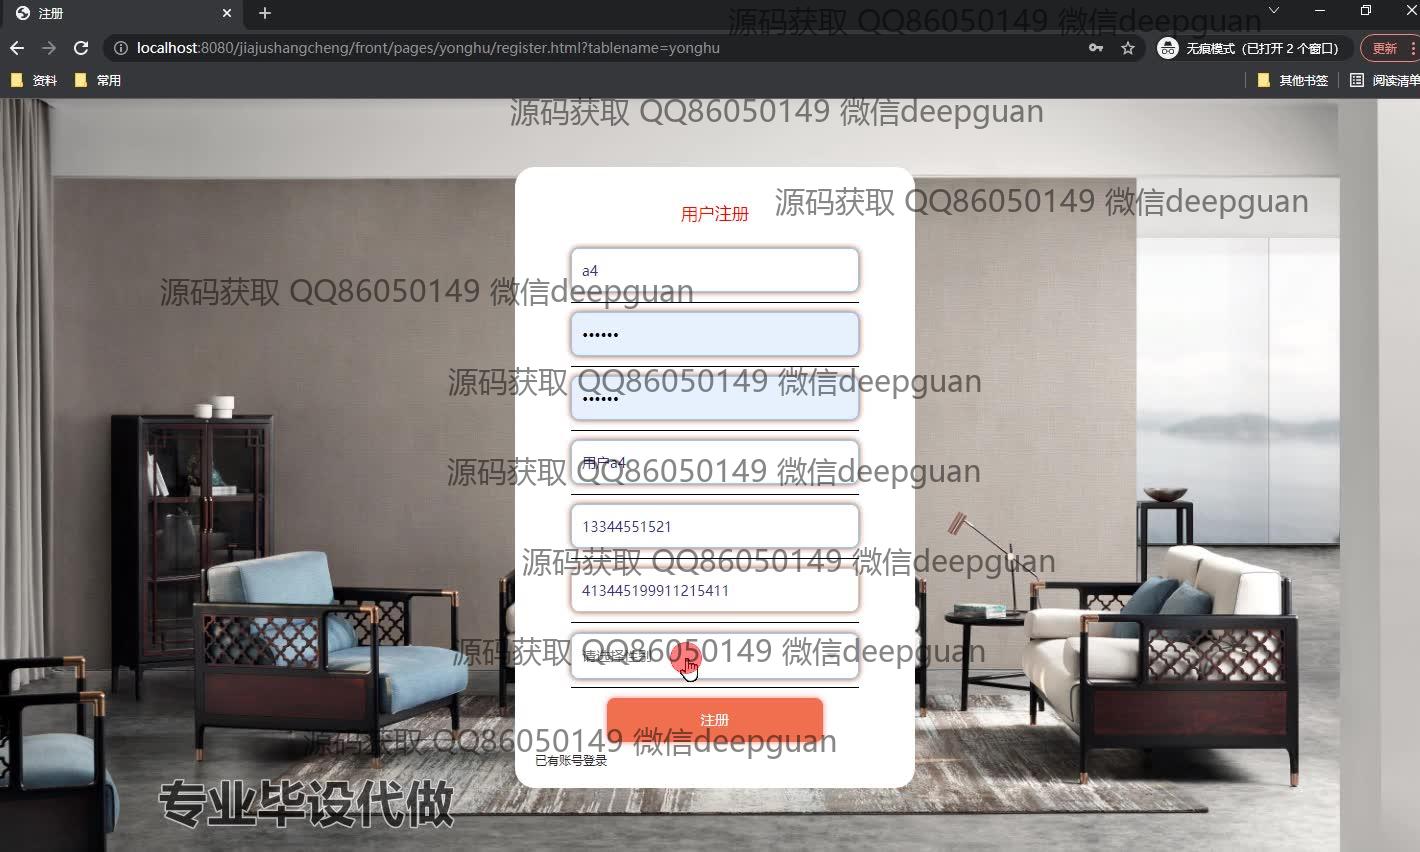 注册
源码获取 QQ86050149 微信deepguan
localhost:8080/jiajushangcheng/front/pages/yonghu/register.html?tablename=yonghu
无痕模式（已打开 2 个窗口）
更新
资料
常用
其他书签
阅读清单
源码获取 QQ86050149 微信deepguan
用户注册
源码获取 QQ86050149 微信deepguan
a4
源码获取 QQ86050149 微信deepguan
••••••
源码获取 QQ86050149 微信deepguan
••••••
用户a4
源码获取 QQ86050149 微信deepguan
13344551521
源码获取 QQ86050149 微信deepguan
413445199911215411
源码获取 QQ86050149 微信deepguan
请选择性别
注册
源码获取 QQ86050149 微信deepguan
已有账号登录
专业毕设代做